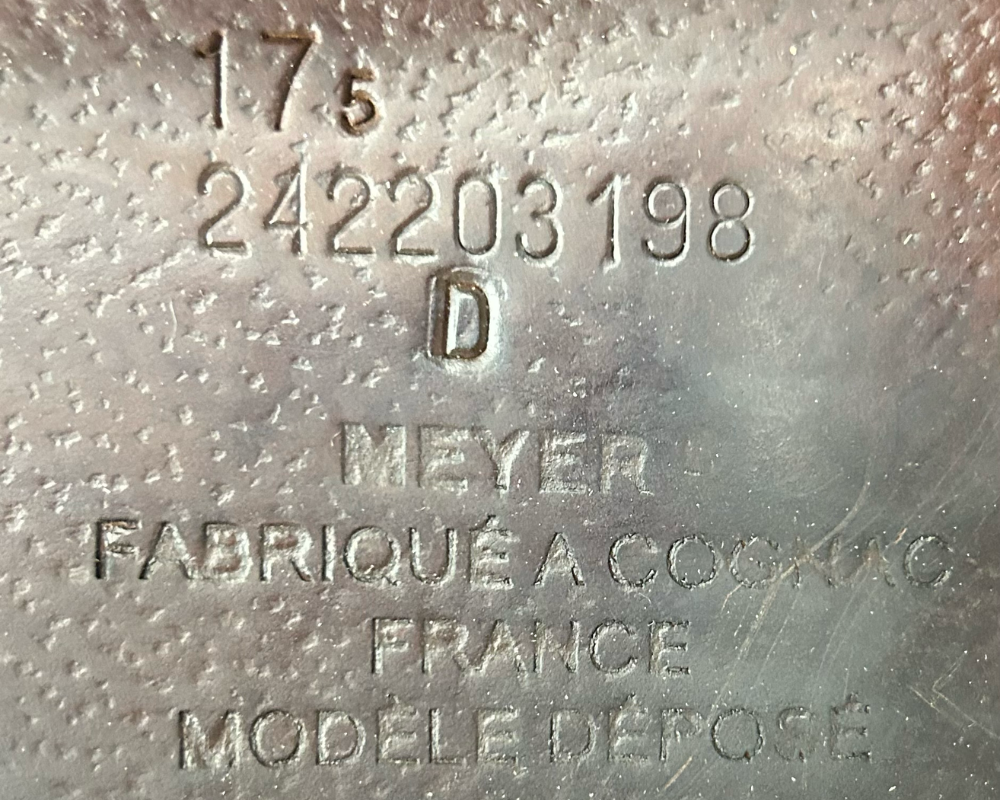 17 5
242203198
D
MEYER
FABRIQUÉ A COGNAC
FRANCE
MODÈLE DÉPOSÉ